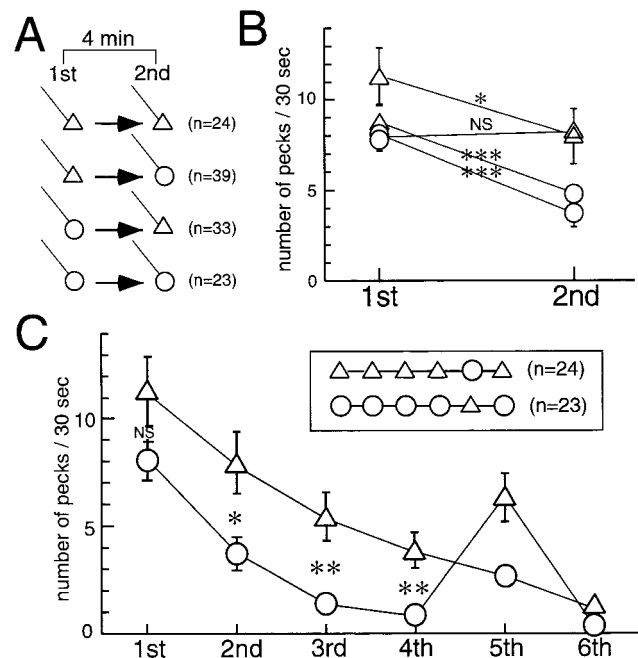 A
4 min
1st 2nd
(n=24)
(n=39)
(n=33)
(n=23)
B
number of pecks / 30 sec
10
5
0
*
NS
***
***
1st 2nd
C
number of pecks / 30 sec
10
5
0
NS
*
**
**
(n=24)
(n=23)
1st 2nd 3rd 4th 5th 6th